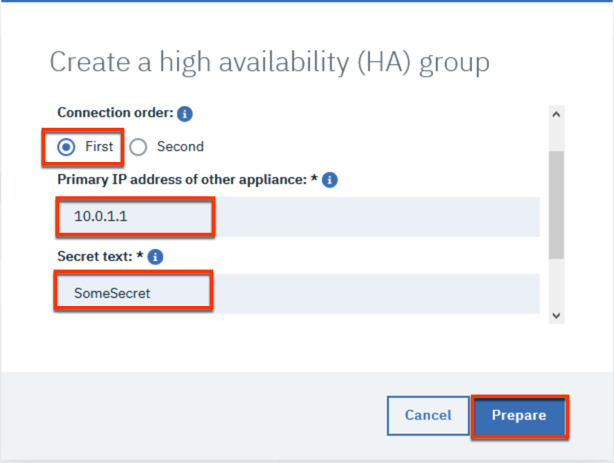 Create a high availability (HA) group
Connection order: i
First Second
Primary IP address of other appliance: * i
10.0.1.1
Secret text: * i
SomeSecret
Cancel Prepare